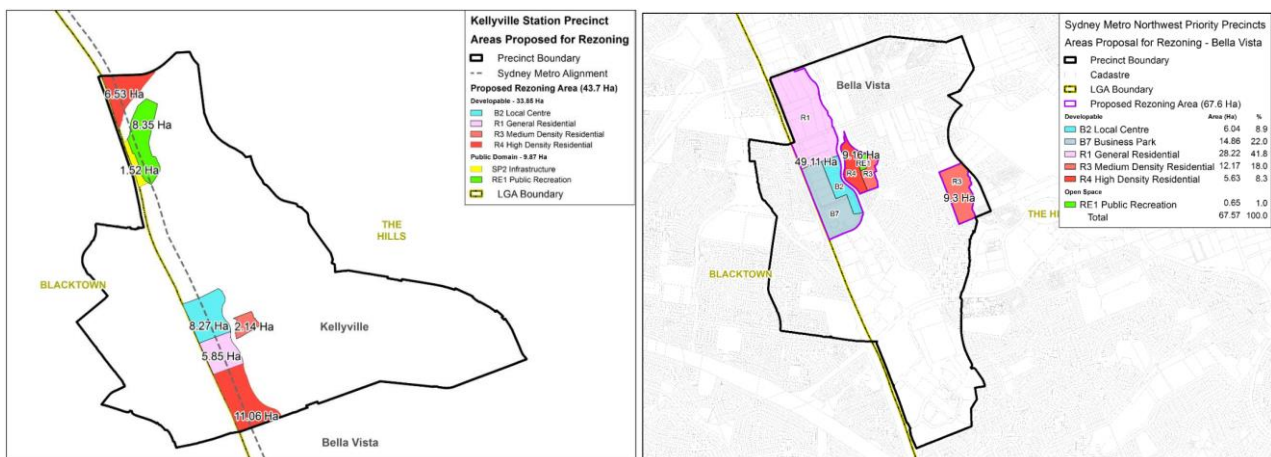 Kellyville Station Precinct
Areas Proposed for Rezoning
Precinct Boundary
Sydney Metro Alignment
Proposed Rezoning Area (43.7 Ha)
Developable - 33.85 Ha
B2 Local Centre
R1 General Residential
R3 Medium Density Residential
R4 High Density Residential
Public Domain - 9.87 Ha
SP2 Infrastructure
RE1 Public Recreation
LGA Boundary
6.53 Ha
8.35 Ha
1.52 Ha
THE
HILLS
BLACKTOWN
8.27 Ha
2.14 Ha
Kellyville
5.85 Ha
11.06 Ha
Bella Vista
Sydney Metro Northwest Priority Precincts
Areas Proposal for Rezoning - Bella Vista
Precinct Boundary
Cadastre
LGA Boundary
Proposed Rezoning Area (67.6 Ha)
Developable Area (Ha) %
B2 Local Centre 6.04 8.9
B7 Business Park 14.86 22.0
R1 General Residential 28.22 41.8
R3 Medium Density Residential 12.17 18.0
R4 High Density Residential 5.63 8.3
Open Space
RE1 Public Recreation 0.65 1.0
Total 67.57 100.0
Bella Vista
R1
49.11 Ha
9.16 Ha
RE1
R4 R3
B2
B7
R3
9.3 Ha
THE HI
BLACKTOWN